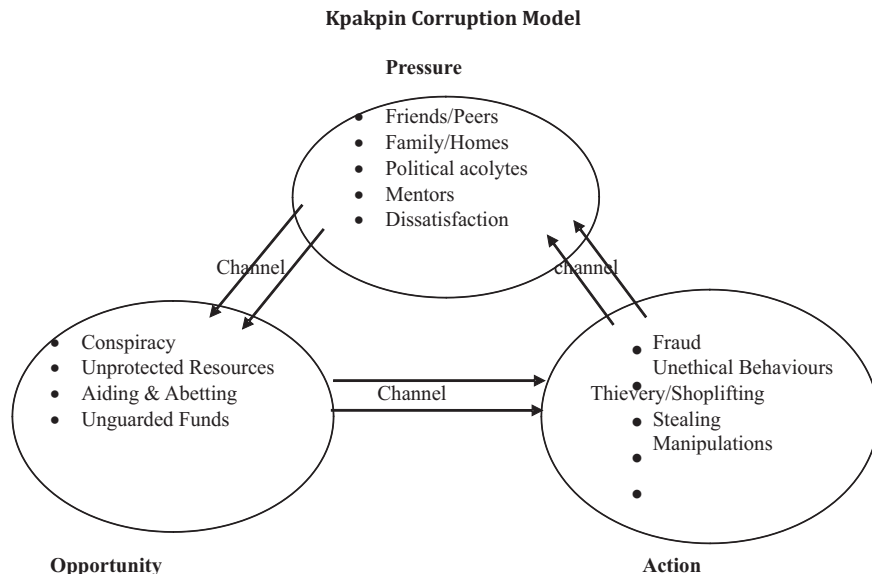 Kpakpin Corruption Model
Pressure
• Friends/Peers
• Family/Homes
• Political acolytes
• Mentors
• Dissatisfaction
Channel
channel
• Conspiracy
• Unprotected Resources
• Aiding & Abetting
• Unguarded Funds
Channel
• Fraud
Unethical Behaviours
• Thievery/Shoplifting
• Stealing
Manipulations
•
•
Opportunity
Action